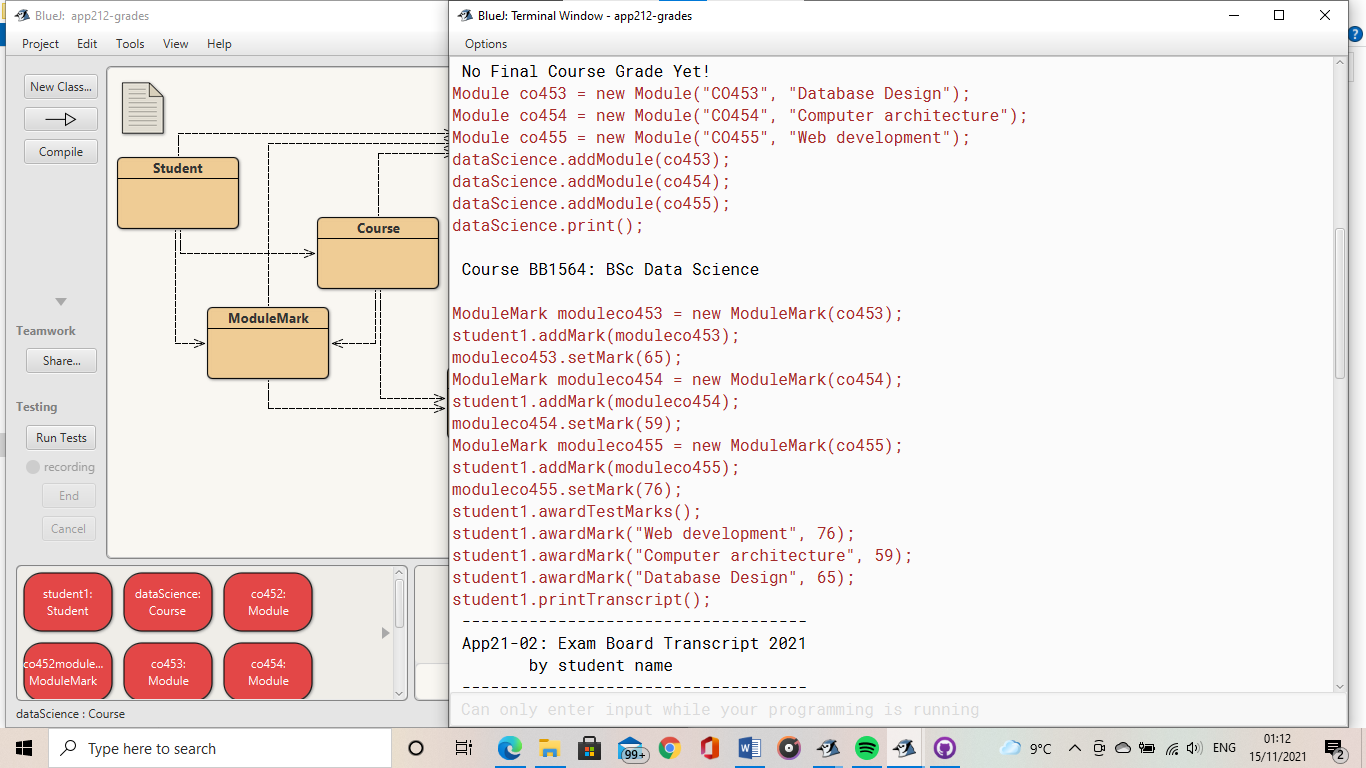 BlueJ: app212-grades
Project Edit Tools View Help
New Class...
Compile
Teamwork
Share...
Testing
Run Tests
recording
End
Cancel
Student
Course
ModuleMark
student1:
Student
dataScience:
Course
co452:
Module
co452module...
ModuleMark
co453:
Module
co454:
Module
dataScience : Course
BlueJ: Terminal Window - app212-grades
Options
No Final Course Grade Yet!
Module co453 = new Module("CO453", "Database Design");
Module co454 = new Module("CO454", "Computer architecture");
Module co455 = new Module("CO455", "Web development");
dataScience.addModule(co453);
dataScience.addModule(co454);
dataScience.addModule(co455);
dataScience.print();
Course BB1564: BSc Data Science
ModuleMark moduleco453 = new ModuleMark(co453);
student1.addMark(moduleco453);
moduleco453.setMark(65);
ModuleMark moduleco454 = new ModuleMark(co454);
student1.addMark(moduleco454);
moduleco454.setMark(59);
ModuleMark moduleco455 = new ModuleMark(co455);
student1.addMark(moduleco455);
moduleco455.setMark(76);
student1.awardTestMarks();
student1.awardMark("Web development", 76);
student1.awardMark("Computer architecture", 59);
student1.awardMark("Database Design", 65);
student1.printTranscript();
------------------------------------
App21-02: Exam Board Transcript 2021
by student name
------------------------------------
Can only enter input while your programming is running
Type here to search
99+
9°C
ENG
01:12
15/11/2021
2